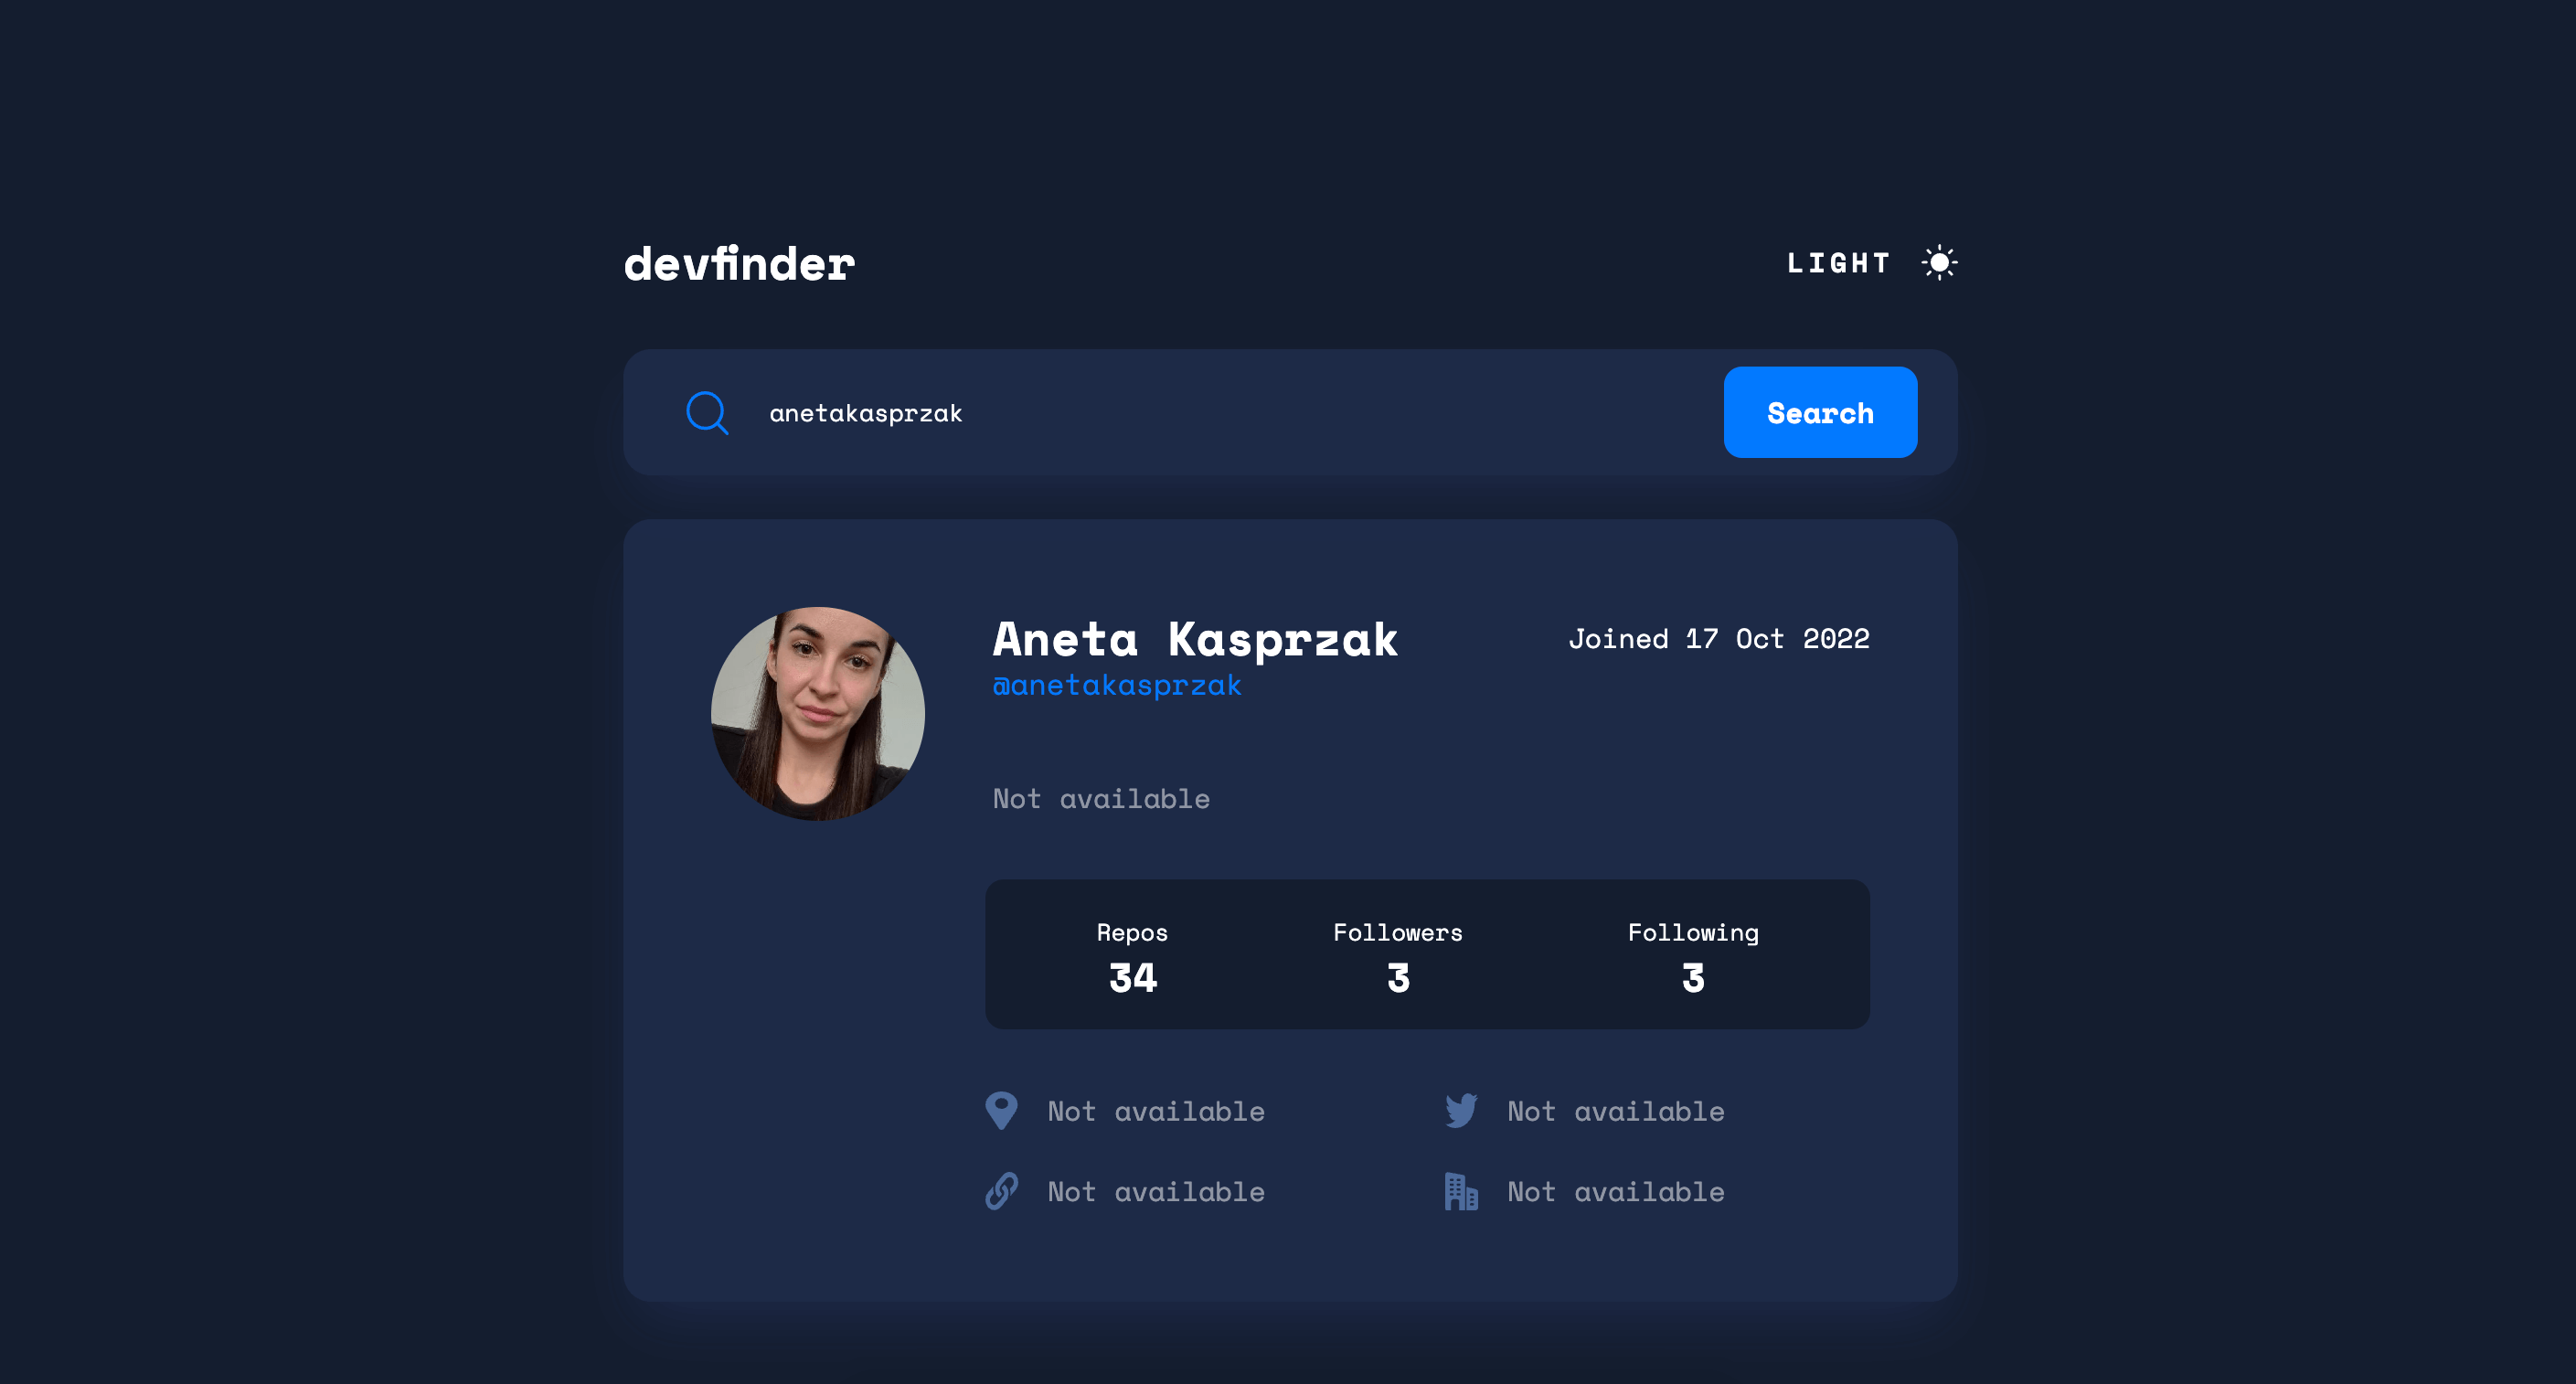 devfinder
LIGHT
anetakasprzak
Search
Aneta Kasprzak
Joined 17 Oct 2022
@anetakasprzak
Not available
Repos
Followers
Following
34
3
3
Not available
Not available
Not available
Not available